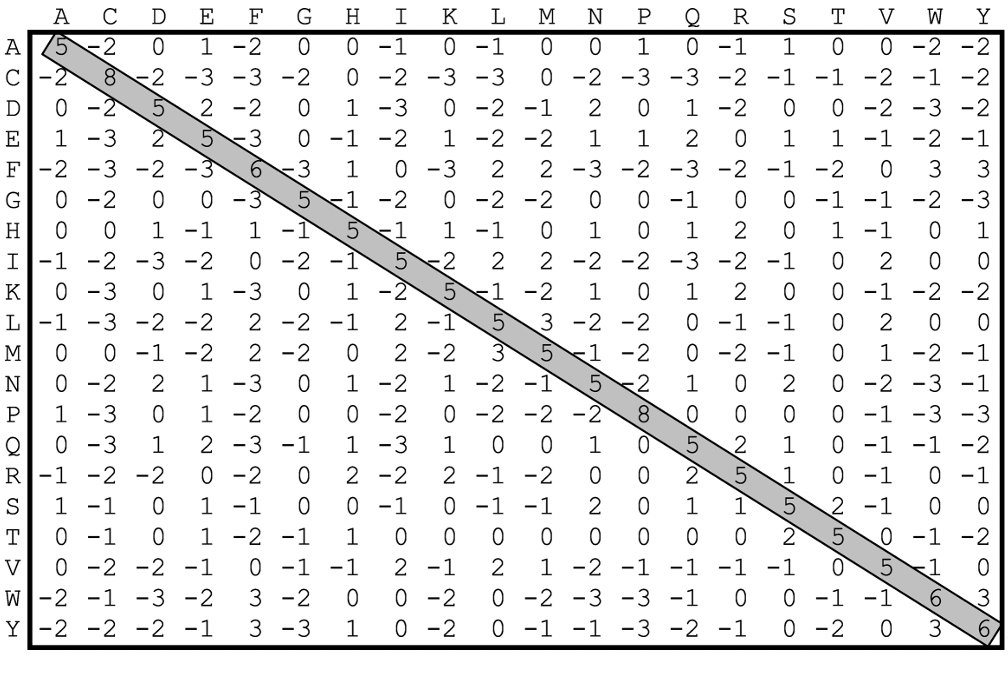 A C D E F G H I K L M N P Q R S T V W Y
A 5 -2 0 1 -2 0 0 -1 0 -1 0 0 1 0 -1 1 0 0 -2 -2
C -2 8 -2 -3 -3 -2 0 -2 -3 -3 0 -2 -3 -3 -2 -1 -1 -2 -1 -2
D 0 -2 5 2 -2 0 1 -3 0 -2 -1 2 0 1 -2 0 0 -2 -3 -2
E 1 -3 2 5 -3 0 -1 -2 1 -2 -2 1 1 2 0 1 1 -1 -2 -1
F -2 -3 -2 -3 6 -3 1 0 -3 2 2 -3 -2 -3 -2 -1 -2 0 3 3
G 0 -2 0 0 -3 5 -1 -2 0 -2 -2 0 0 -1 0 0 -1 -1 -2 -3
H 0 0 1 -1 1 -1 5 -1 1 -1 0 1 0 1 2 0 1 -1 0 1
I -1 -2 -3 -2 0 -2 -1 5 -2 2 2 -2 -2 -3 -2 -1 0 2 0 0
K 0 -3 0 1 -3 0 1 -2 5 -1 -2 1 0 1 2 0 0 -1 -2 -2
L -1 -3 -2 -2 2 -2 -1 2 -1 5 3 -2 -2 0 -1 -1 0 2 0 0
M 0 0 -1 -2 2 -2 0 2 -2 3 5 -1 -2 0 -2 -1 0 1 -2 -1
N 0 -2 2 1 -3 0 1 -2 1 -2 -1 5 -2 1 0 2 0 -2 -3 -1
P 1 -3 0 1 -2 0 0 -2 0 -2 -2 -2 8 0 0 0 0 -1 -3 -3
Q 0 -3 1 2 -3 -1 1 -3 1 0 0 1 0 5 2 1 0 -1 -1 -2
R -1 -2 -2 0 -2 0 2 -2 2 -1 -2 0 0 2 5 1 0 -1 0 -1
S 1 -1 0 1 -1 0 0 -1 0 -1 -1 2 0 1 1 5 2 -1 0 0
T 0 -1 0 1 -2 -1 1 0 0 0 0 0 0 0 0 2 5 0 -1 -2
V 0 -2 -2 -1 0 -1 -1 2 -1 2 1 -2 -1 -1 -1 -1 0 5 -1 0
W -2 -1 -3 -2 3 -2 0 0 -2 0 -2 -3 -3 -1 0 0 -1 -1 6 3
Y -2 -2 -2 -1 3 -3 1 0 -2 0 -1 -1 -3 -2 -1 0 -2 0 3 6